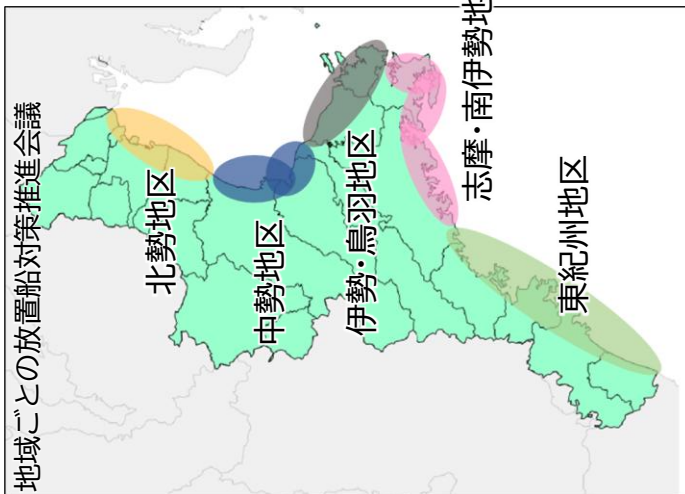 地域ごとの放置船対策推進会議
北勢地区
中勢地区
伊勢・鳥羽地区
志摩・南伊勢地
東紀州地区